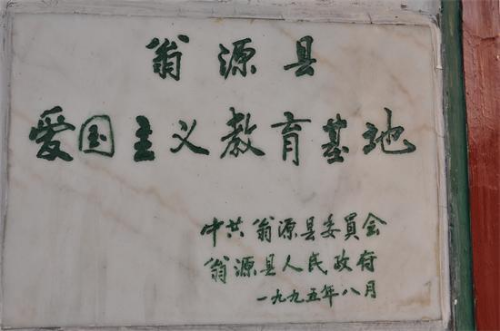 翁源县
爱国主义教育基地
中共翁源县委員会
翁源县人民政府
一九九五年八月